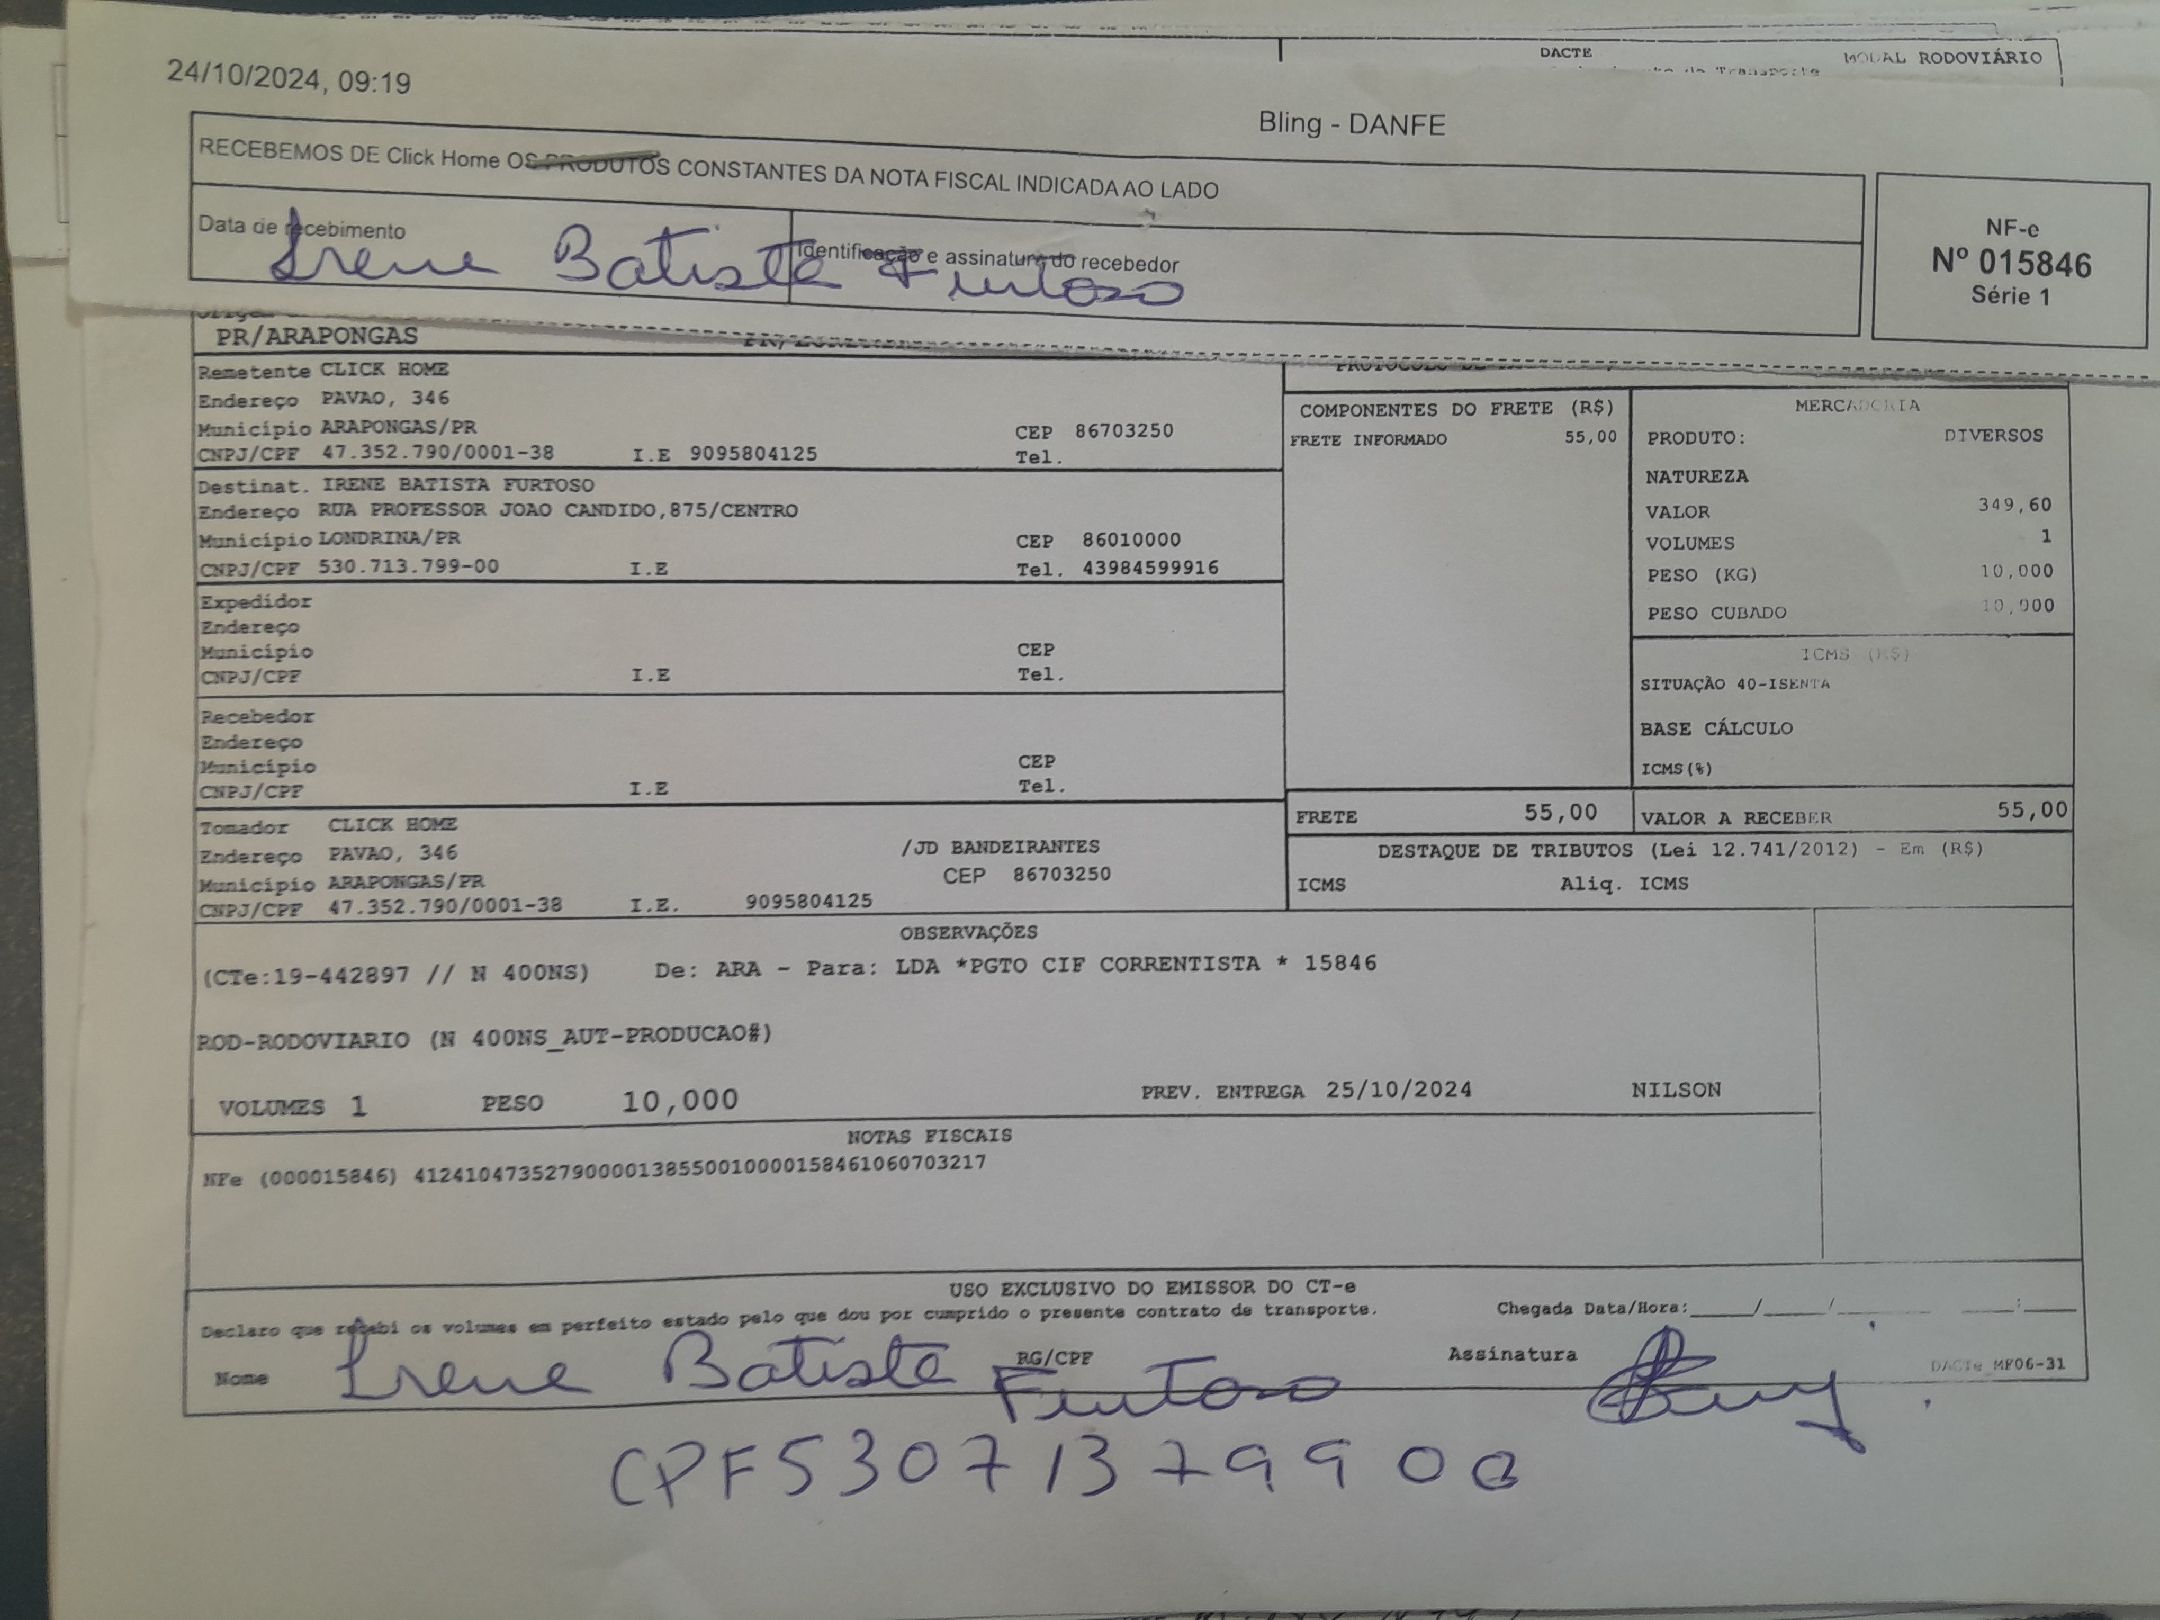 DACTE MODAL RODOVIÁRIO
24/10/2024, 09:19
Bling - DANFE
RECEBEMOS DE Click Home OS PRODUTOS CONSTANTES DA NOTA FISCAL INDICADA AO LADO
Data de recebimento
Identificação e assinatura do recebedor
Irene Batista Furtoso
NF-e
Nº 015846
Série 1
PR/ARAPONGAS
Remetente CLICK HOME
Endereço PAVAO, 346
Município ARAPONGAS/PR CEP 86703250
CNPJ/CPF 47.352.790/0001-38 I.E 9095804125 Tel.
Destinat. IRENE BATISTA FURTOSO
Endereço RUA PROFESSOR JOAO CANDIDO,875/CENTRO
Município LONDRINA/PR CEP 86010000
CNPJ/CPF 530.713.799-00 I.E Tel. 43984599916
Expedidor
Endereço
Município CEP
CNPJ/CPF I.E Tel.
Recebedor
Endereço
Município CEP
CNPJ/CPF I.E Tel.
Tomador CLICK HOME
Endereço PAVAO, 346 /JD BANDEIRANTES
Município ARAPONGAS/PR CEP 86703250
CNPJ/CPF 47.352.790/0001-38 I.E. 9095804125
COMPONENTES DO FRETE (R$)
FRETE INFORMADO 55,00
MERCADORIA
PRODUTO: DIVERSOS
NATUREZA
VALOR 349,60
VOLUMES 1
PESO (KG) 10,000
PESO CUBADO 10,000
ICMS (R$)
SITUAÇÃO 40-ISENTA
BASE CÁLCULO
ICMS(%)
FRETE 55,00 VALOR A RECEBER 55,00
DESTAQUE DE TRIBUTOS (Lei 12.741/2012) - Em (R$)
ICMS Aliq. ICMS
OBSERVAÇÕES
(CTe:19-442897 // N 400NS) De: ARA - Para: LDA *PGTO CIF CORRENTISTA * 15846
ROD-RODOVIARIO (N 400NS_AUT-PRODUCAO#)
VOLUMES 1 PESO 10,000 PREV. ENTREGA 25/10/2024 NILSON
NOTAS FISCAIS
NFe (000015846) 41241047352790000138550010000158461060703217
USO EXCLUSIVO DO EMISSOR DO CT-e
Declaro que recebi os volumes em perfeito estado pelo que dou por cumprido o presente contrato de transporte. Chegada Data/Hora:____/____/____ ____:____
Nome Irene Batista Furtoso RG/CPF Assinatura DACTe MF06-31
CPF 53071379900